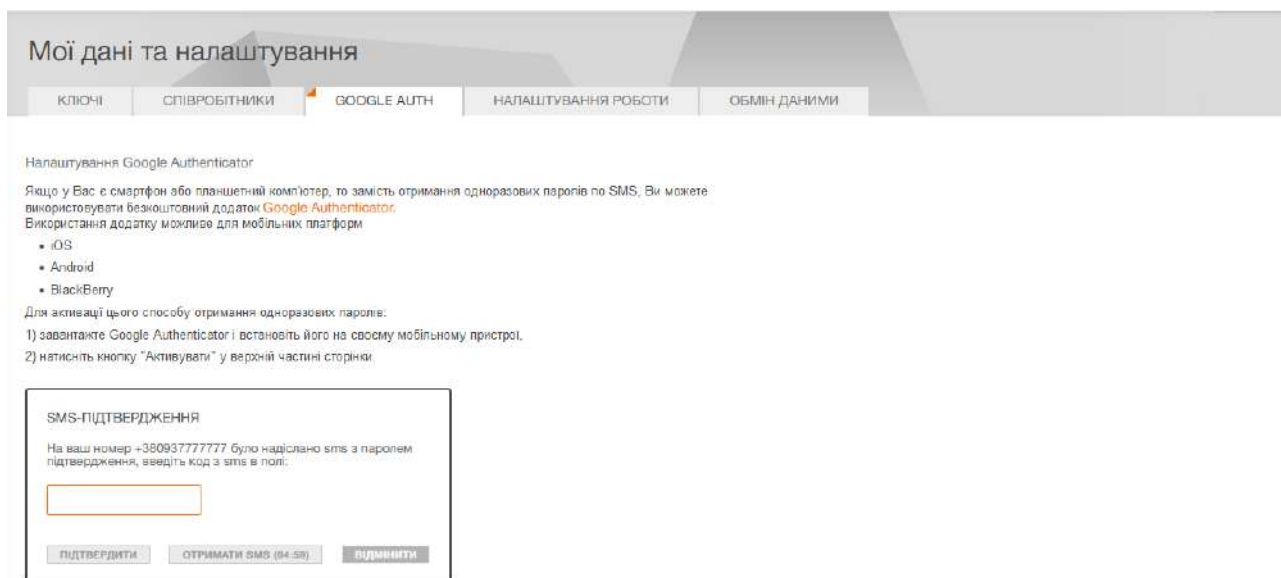 Мої дані та налаштування
КЛЮЧІ СПІВРОБІТНИКИ GOOGLE AUTH НАЛАШТУВАННЯ РОБОТИ ОБМІН ДАНИМИ
Налаштування Google Authenticator
Якщо у Вас є смартфон або планшетний комп'ютер, то замість отримання одноразових паролів по SMS, Ви можете
використовувати безкоштовний додаток Google Authenticator.
Використання додатку можливе для мобільних платформ
• iOS
• Android
• BlackBerry
Для активації цього способу отримання одноразових паролів:
1) завантажте Google Authenticator і встановіть його на своєму мобільному пристрої,
2) натисніть кнопку "Активувати" у верхній частині сторінки
SMS-ПІДТВЕРДЖЕННЯ
На ваш номер +380937777777 було надіслано sms з паролем
підтвердження, введіть код з sms в полі:
ПІДТВЕРДИТИ ОТРИМАТИ SMS (04:59) ВІДМІНИТИ